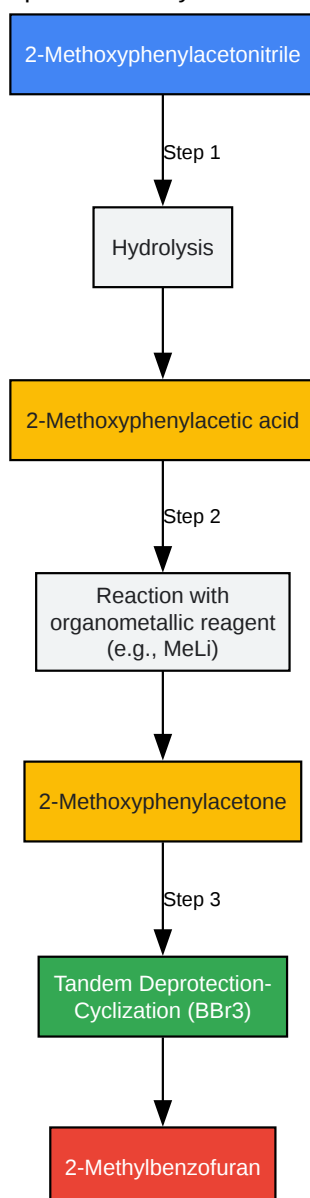 2-Methoxyphenylacetonitrile
Step 1
Hydrolysis
2-Methoxyphenylacetic acid
Step 2
Reaction with
organometallic reagent
(e.g., MeLi)
2-Methoxyphenylacetone
Step 3
Tandem Deprotection-
Cyclization (BBr3)
2-Methylbenzofuran